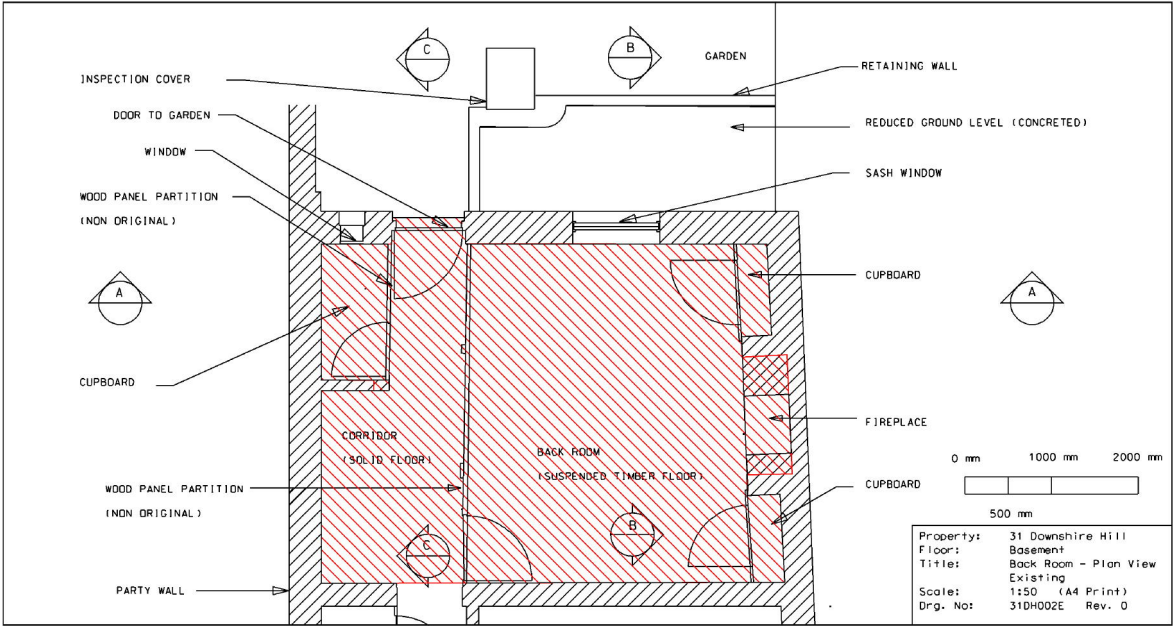 C
B
GARDEN
INSPECTION COVER
RETAINING WALL
DOOR TO GARDEN
REDUCED GROUND LEVEL (CONCRETED)
WINDOW
SASH WINDOW
WOOD PANEL PARTITION
(NON ORIGINAL)
A
CUPBOARD
A
CUPBOARD
FIREPLACE
CORRIDOR
(SOLID FLOOR)
BACK ROOM
(SUSPENDED TIMBER FLOOR)
0 mm 1000 mm 2000 mm
500 mm
CUPBOARD
WOOD PANEL PARTITION
(NON ORIGINAL)
B
C
PARTY WALL
Property: 31 Downshire Hill
Floor: Basement
Title: Back Room - Plan View
Existing
Scale: 1:50 (A4 Print)
Drg. No: 31DH002E Rev. 0